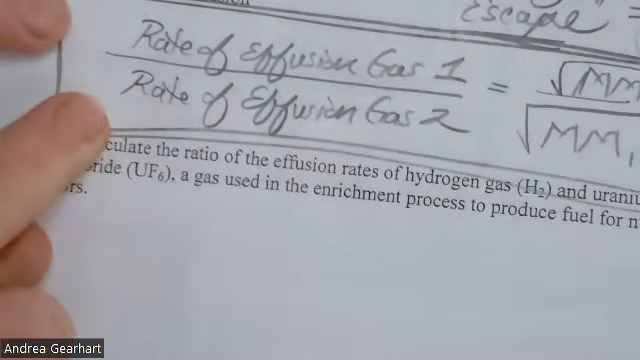 Escape"
Rate of Effusion Gas 1 = √MM
Rate of Effusion Gas 2 √MM,
culate the ratio of the effusion rates of hydrogen gas (H₂) and uraniu
ride (UF₆), a gas used in the enrichment process to produce fuel for n
rs.
Andrea Gearhart